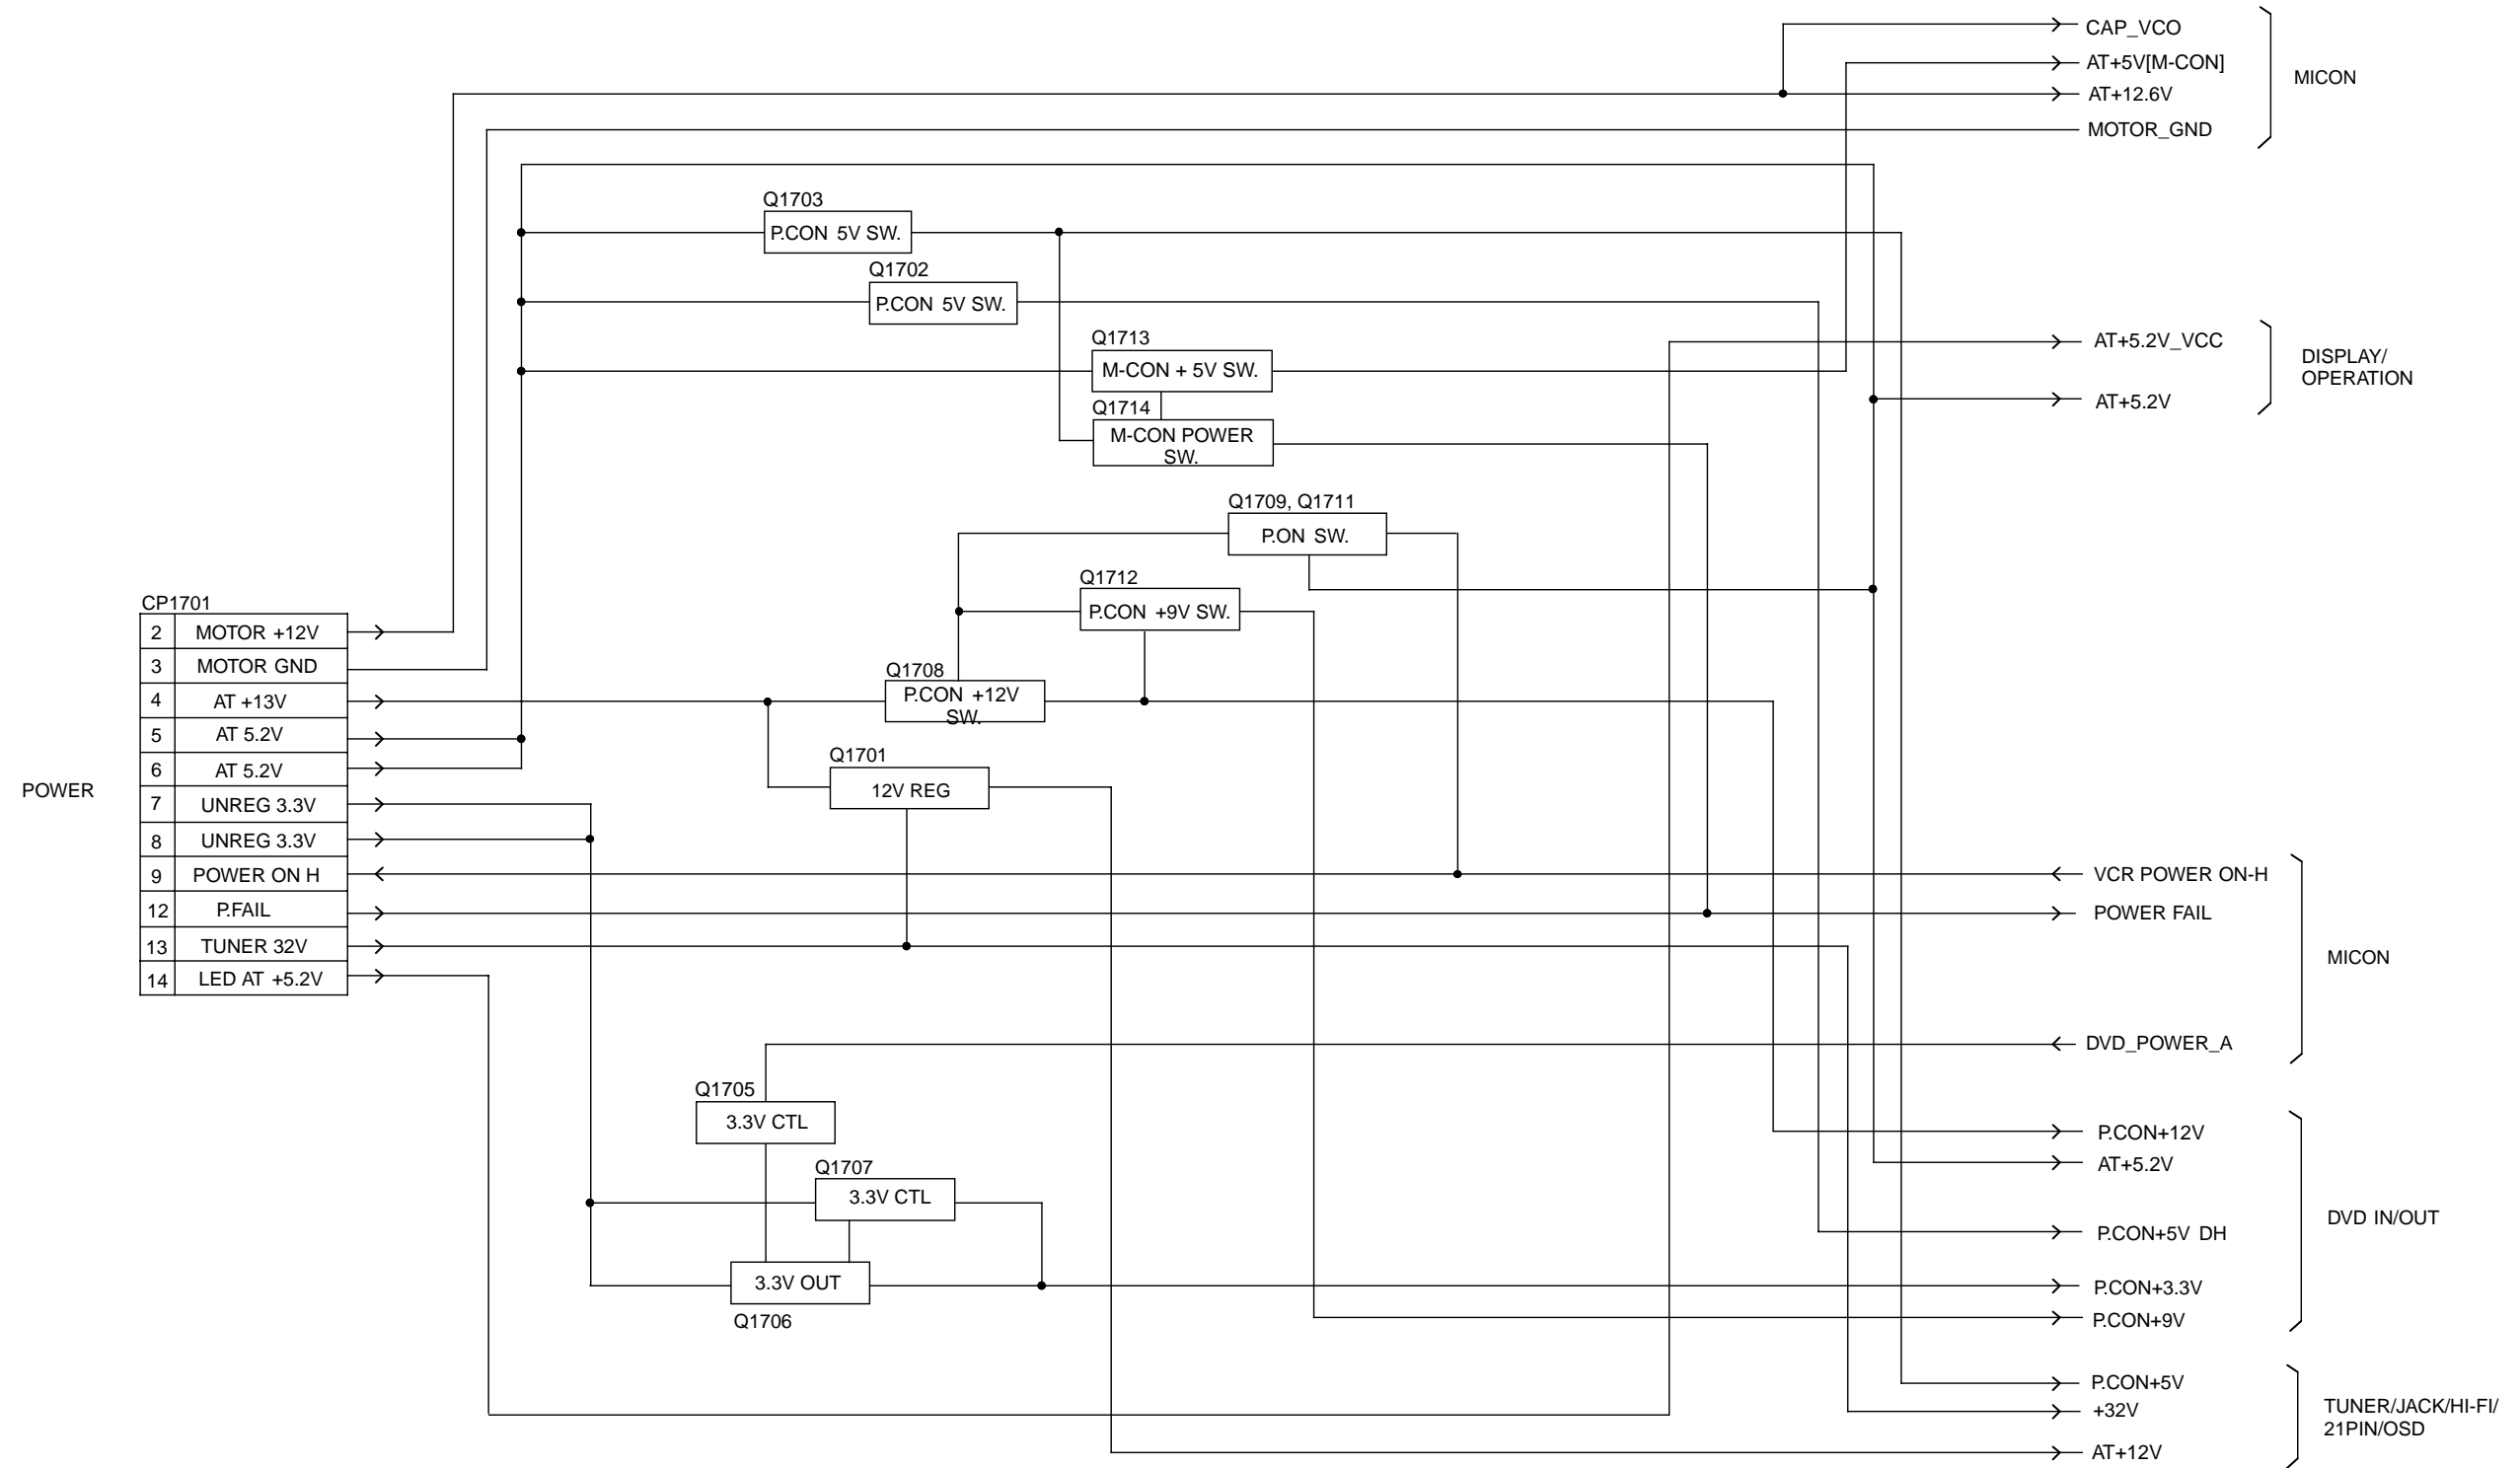 CAP_VCO
AT+5V[M-CON]
AT+12.6V
MOTOR_GND
MICON
Q1703
P.CON 5V SW.
Q1702
P.CON 5V SW.
Q1713
M-CON + 5V SW.
Q1714
M-CON POWER
SW.
AT+5.2V_VCC
AT+5.2V
DISPLAY/
OPERATION
Q1709, Q1711
P.ON SW.
Q1712
P.CON +9V SW.
Q1708
P.CON +12V
SW.
Q1701
12V REG
POWER
CP1701
2 MOTOR +12V
3 MOTOR GND
4 AT +13V
5 AT 5.2V
6 AT 5.2V
7 UNREG 3.3V
8 UNREG 3.3V
9 POWER ON H
12 P.FAIL
13 TUNER 32V
14 LED AT +5.2V
VCR POWER ON-H
POWER FAIL
DVD_POWER_A
MICON
Q1705
3.3V CTL
Q1707
3.3V CTL
3.3V OUT
Q1706
P.CON+12V
AT+5.2V
P.CON+5V DH
P.CON+3.3V
P.CON+9V
DVD IN/OUT
P.CON+5V
+32V
AT+12V
TUNER/JACK/HI-FI/
21PIN/OSD